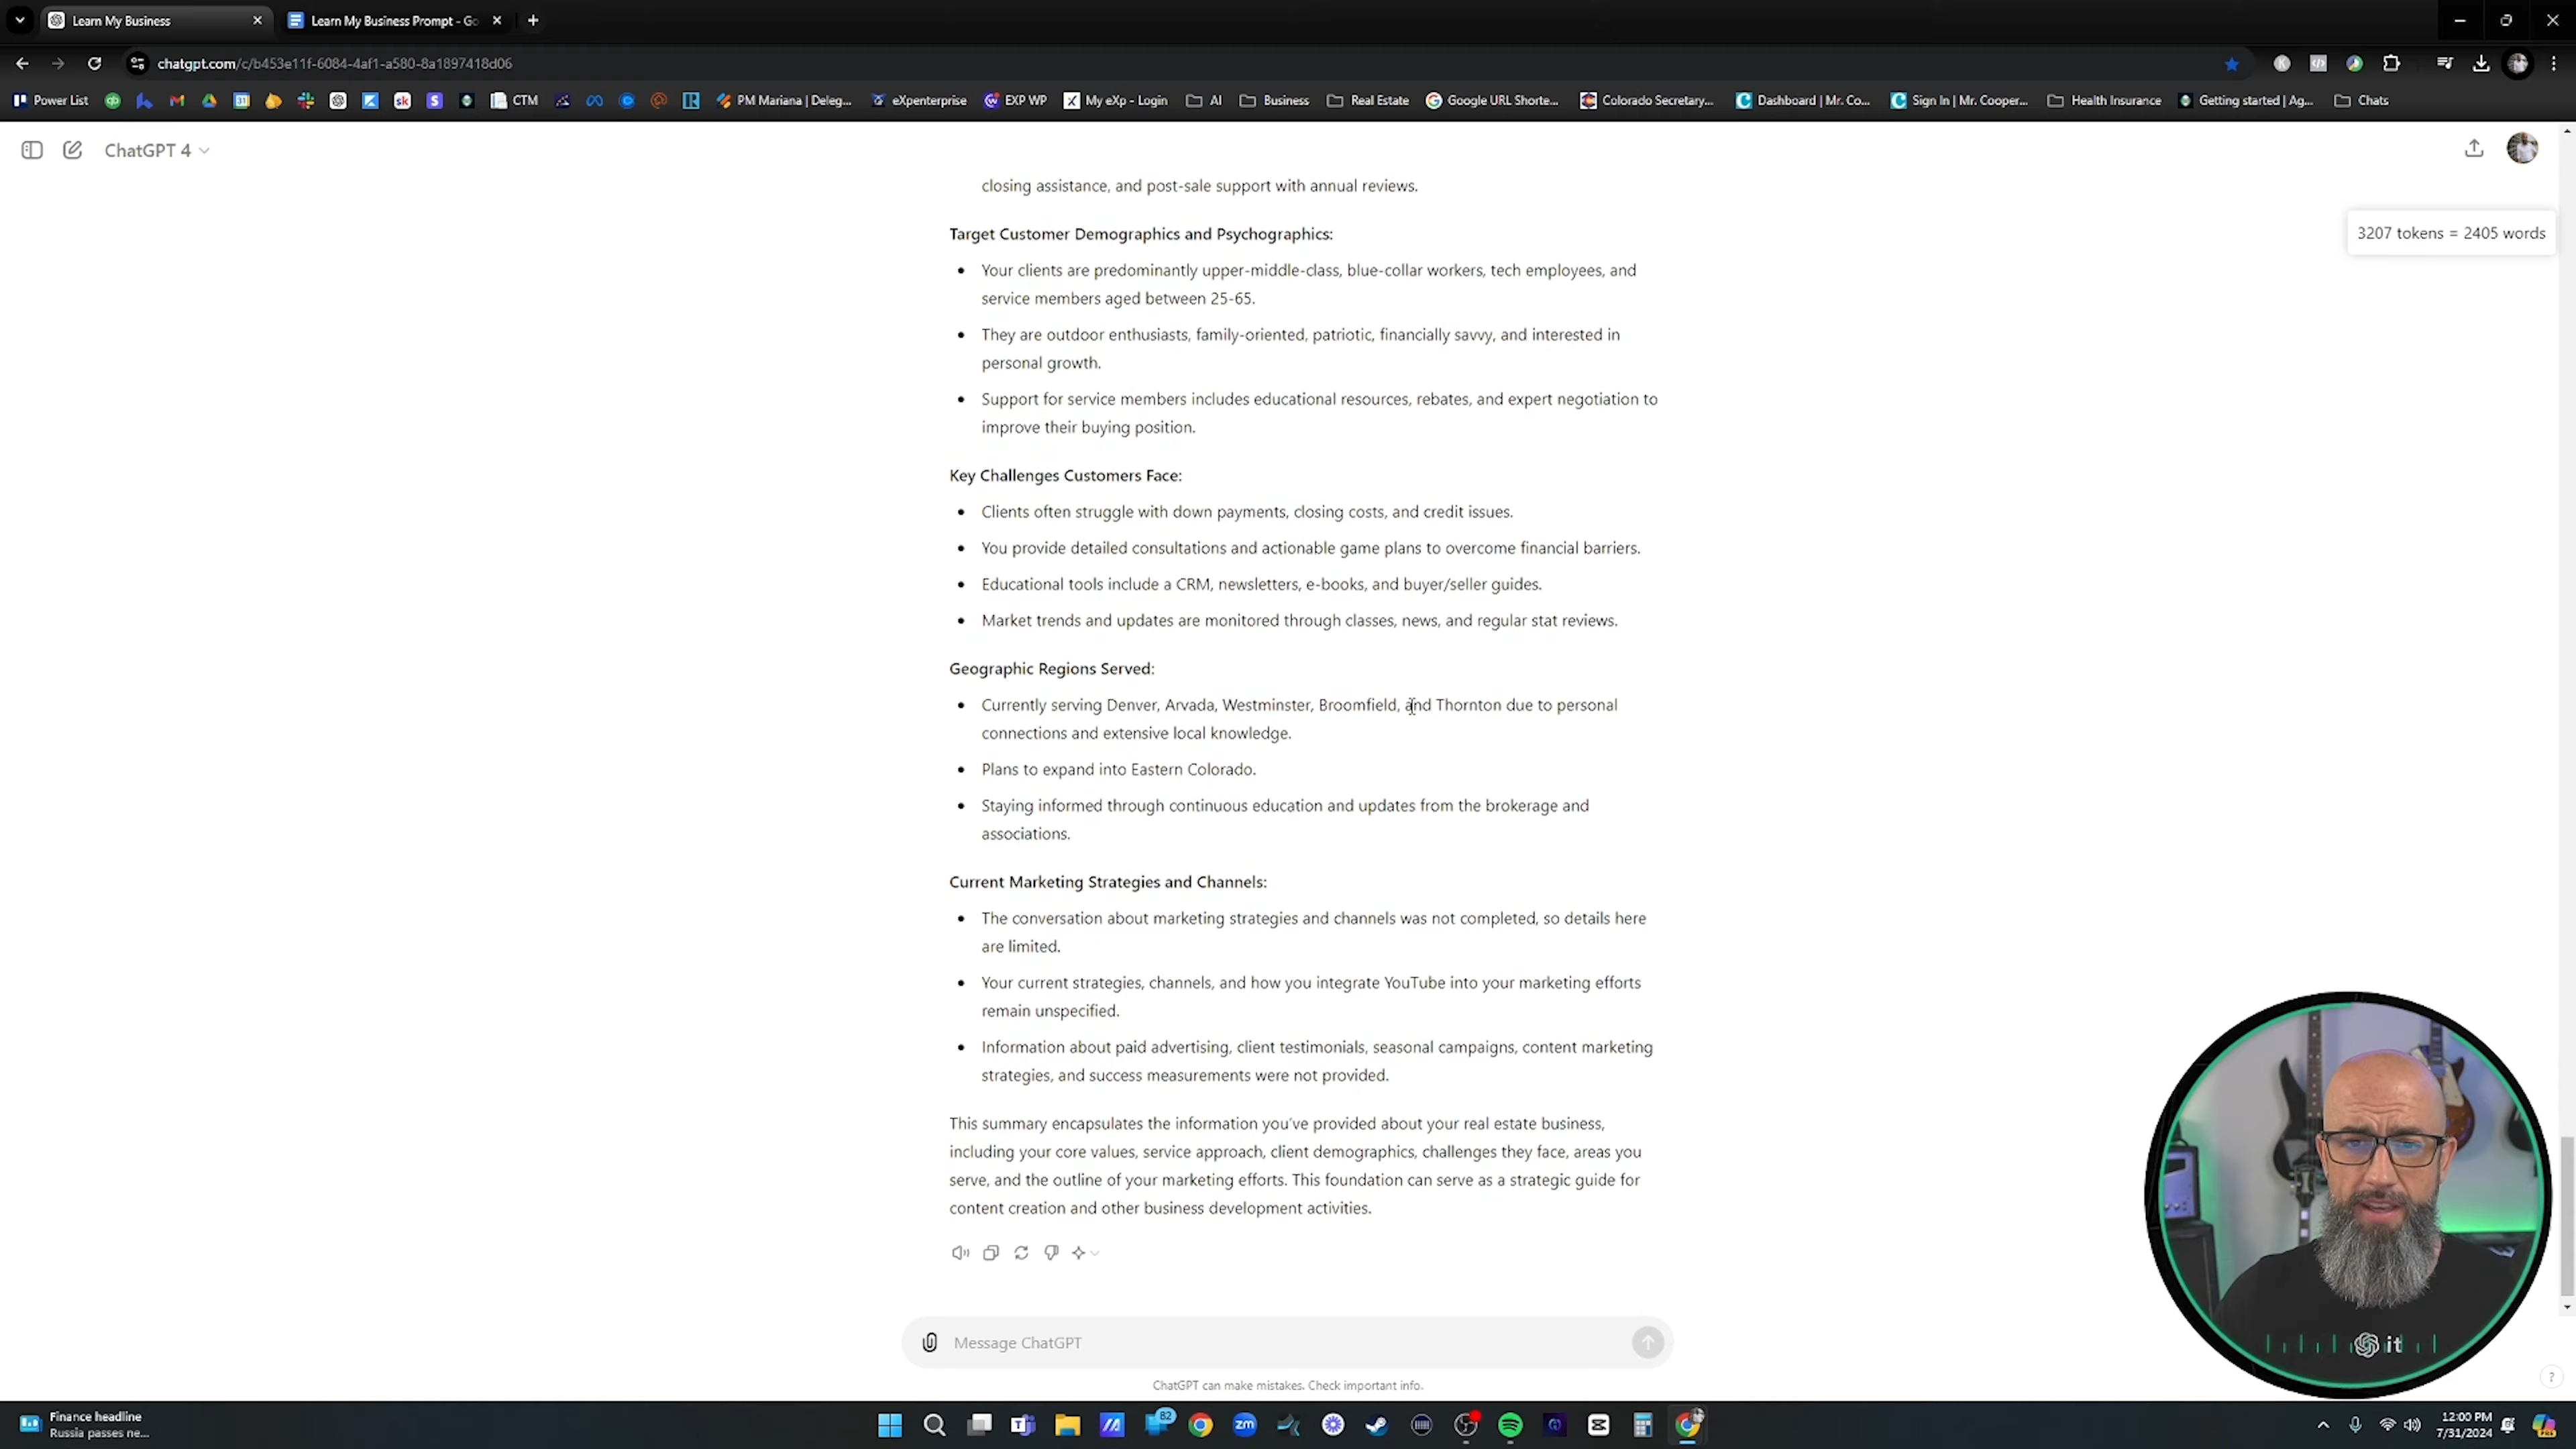 Learn My Business
Learn My Business Prompt - Go
chatgpt.com/c/b453e11f-6084-4af1-a580-8a1897418d06
Power List
CTM
PM Mariana | Deleg...
eXpenterprise
EXP WP
My eXp - Login
AI
Business
Real Estate
Google URL Shorte...
Colorado Secretary...
Dashboard | Mr. Co...
Sign In | Mr. Cooper...
Health Insurance
Getting started | Ag...
Chats
ChatGPT 4
3207 tokens = 2405 words
closing assistance, and post-sale support with annual reviews.
Target Customer Demographics and Psychographics:
• Your clients are predominantly upper-middle-class, blue-collar workers, tech employees, and
service members aged between 25-65.
• They are outdoor enthusiasts, family-oriented, patriotic, financially savvy, and interested in
personal growth.
• Support for service members includes educational resources, rebates, and expert negotiation to
improve their buying position.
Key Challenges Customers Face:
• Clients often struggle with down payments, closing costs, and credit issues.
• You provide detailed consultations and actionable game plans to overcome financial barriers.
• Educational tools include a CRM, newsletters, e-books, and buyer/seller guides.
• Market trends and updates are monitored through classes, news, and regular stat reviews.
Geographic Regions Served:
• Currently serving Denver, Arvada, Westminster, Broomfield, and Thornton due to personal
connections and extensive local knowledge.
• Plans to expand into Eastern Colorado.
• Staying informed through continuous education and updates from the brokerage and
associations.
Current Marketing Strategies and Channels:
• The conversation about marketing strategies and channels was not completed, so details here
are limited.
• Your current strategies, channels, and how you integrate YouTube into your marketing efforts
remain unspecified.
• Information about paid advertising, client testimonials, seasonal campaigns, content marketing
strategies, and success measurements were not provided.
This summary encapsulates the information you've provided about your real estate business,
including your core values, service approach, client demographics, challenges they face, areas you
serve, and the outline of your marketing efforts. This foundation can serve as a strategic guide for
content creation and other business development activities.
Message ChatGPT
ChatGPT can make mistakes. Check important info.
it
?
Finance headline
Russia passes ne...
82
zm
12:00 PM
7/31/2024